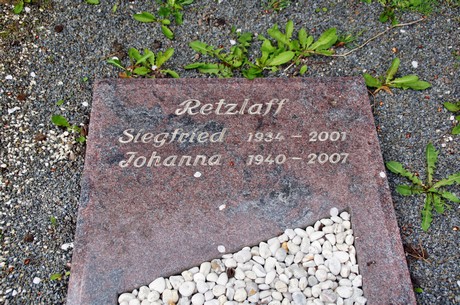 Retzlaff
Siegfried 1934 – 2001
Johanna 1940 – 2007